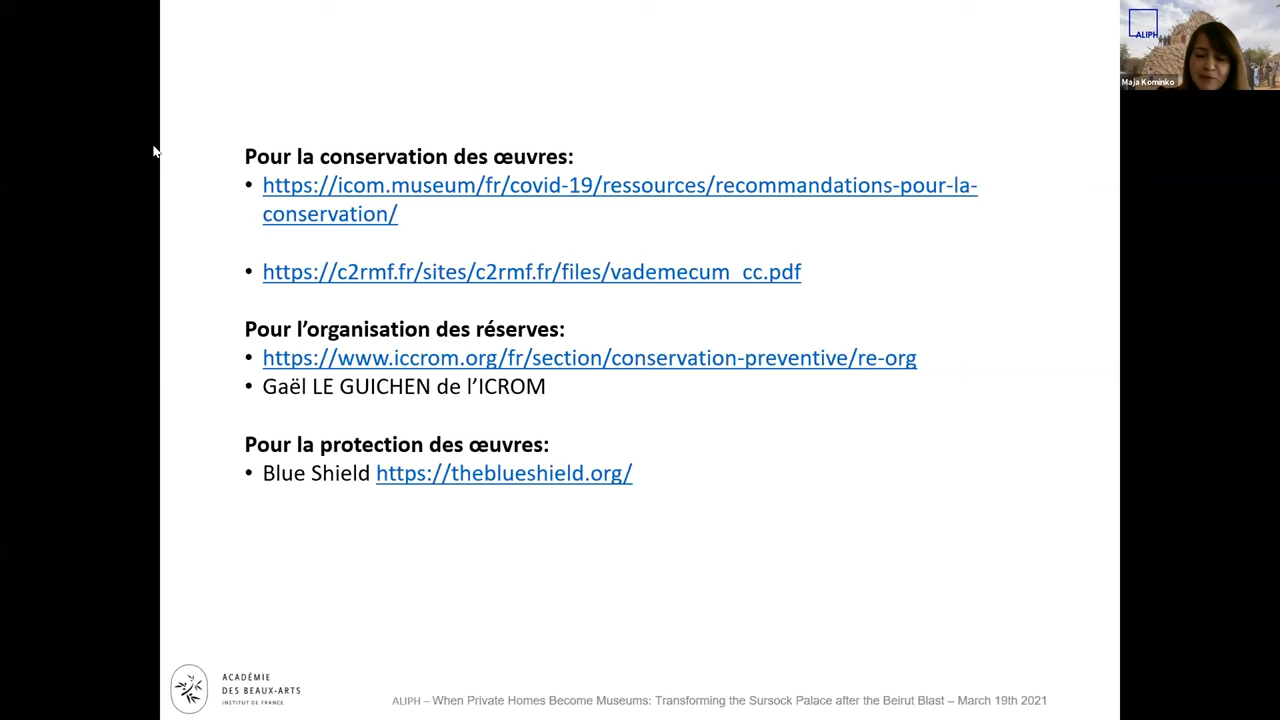 ALIPH
Maja Kominko
Pour la conservation des œuvres:
• https://icom.museum/fr/covid-19/ressources/recommandations-pour-la-
conservation/
• https://c2rmf.fr/sites/c2rmf.fr/files/vademecum_cc.pdf
Pour l’organisation des réserves:
• https://www.iccrom.org/fr/section/conservation-preventive/re-org
• Gaël LE GUICHEN de l’ICROM
Pour la protection des œuvres:
• Blue Shield https://theblueshield.org/
ACADÉMIE
DES BEAUX-ARTS
INSTITUT DE FRANCE
ALIPH – When Private Homes Become Museums: Transforming the Sursock Palace after the Beirut Blast – March 19th 2021